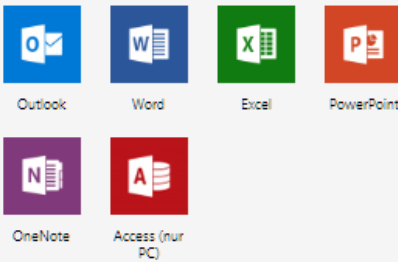 Outlook
Word
Excel
PowerPoint
OneNote
Access (nur
PC)